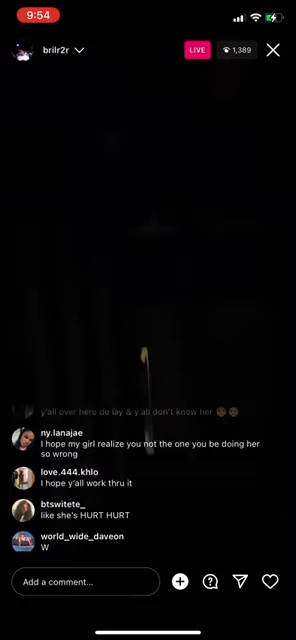 9:54
brilr2r
LIVE
1,389
y'all over here de lay & y'all don't know her 🙄🙄
ny.lanajae
I hope my girl realize you not the one you be doing her
so wrong
love.444.khlo
I hope y'all work thru it
btswitete_
like she's HURT HURT
world_wide_daveon
W
Add a comment...